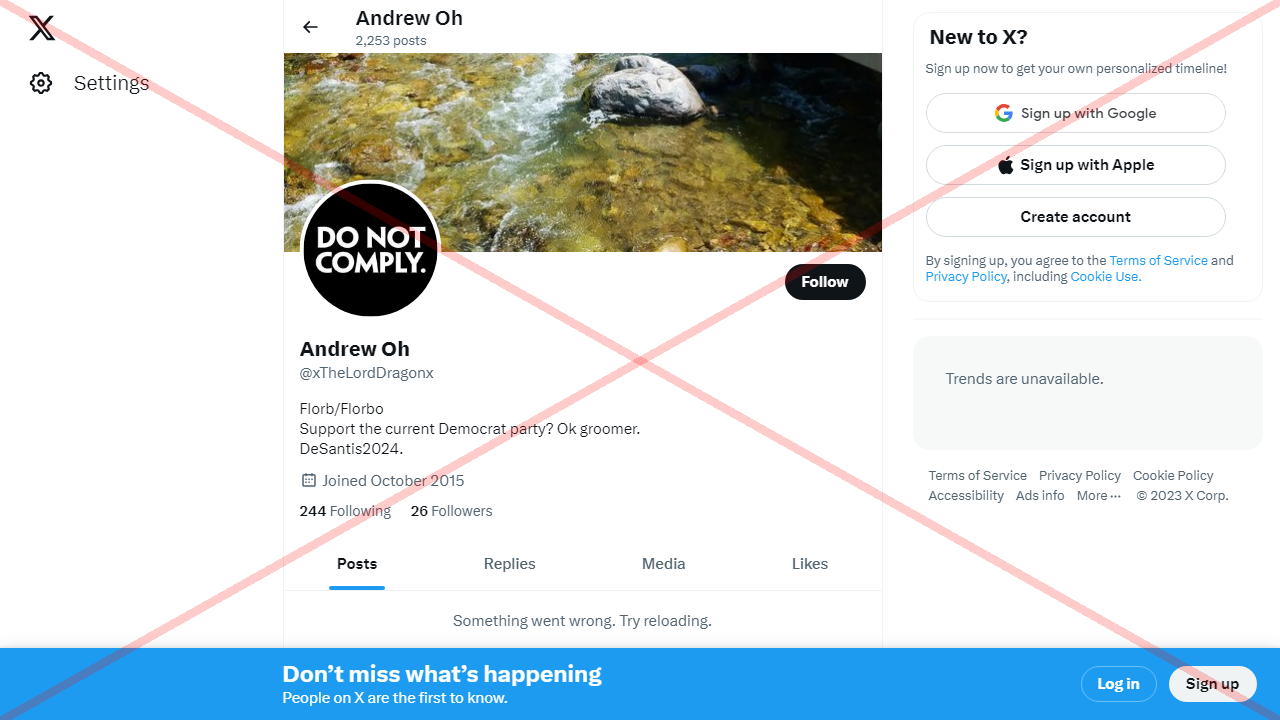 Settings
Andrew Oh
2,253 posts
DO NOT
COMPLY.
Follow
Andrew Oh
@xTheLordDragonx
Florb/Florbo
Support the current Democrat party? Ok groomer.
DeSantis2024.
Joined October 2015
244 Following 26 Followers
Posts Replies Media Likes
Something went wrong. Try reloading.
New to X?
Sign up now to get your own personalized timeline!
Sign up with Google
Sign up with Apple
Create account
By signing up, you agree to the Terms of Service and
Privacy Policy, including Cookie Use.
Trends are unavailable.
Terms of Service Privacy Policy Cookie Policy
Accessibility Ads info More ··· © 2023 X Corp.
Don’t miss what’s happening
People on X are the first to know.
Log in Sign up